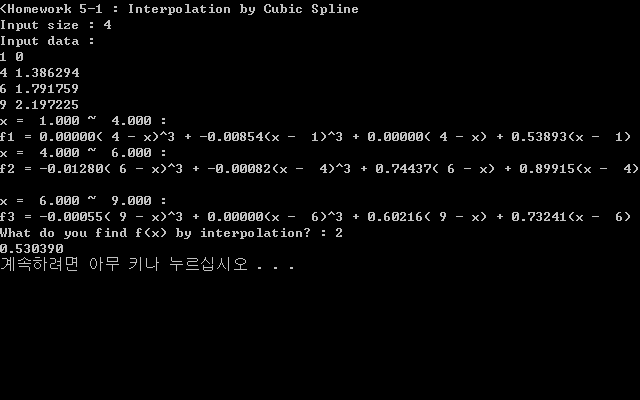 <Homework 5-1 : Interpolation by Cubic Spline
Input size : 4
Input data :
1 0
4 1.386294
6 1.791759
9 2.197225
x =  1.000 ~  4.000 :
f1 = 0.00000( 4 - x)^3 + -0.00854(x -  1)^3 + 0.00000( 4 - x) + 0.53893(x -  1)
x =  4.000 ~  6.000 :
f2 = -0.01280( 6 - x)^3 + -0.00082(x -  4)^3 + 0.74437( 6 - x) + 0.89915(x -  4)
x =  6.000 ~  9.000 :
f3 = -0.00055( 9 - x)^3 + 0.00000(x -  6)^3 + 0.60216( 9 - x) + 0.73241(x -  6)
What do you find f(x) by interpolation? : 2
0.530390
계속하려면 아무 키나 누르십시오 . . .